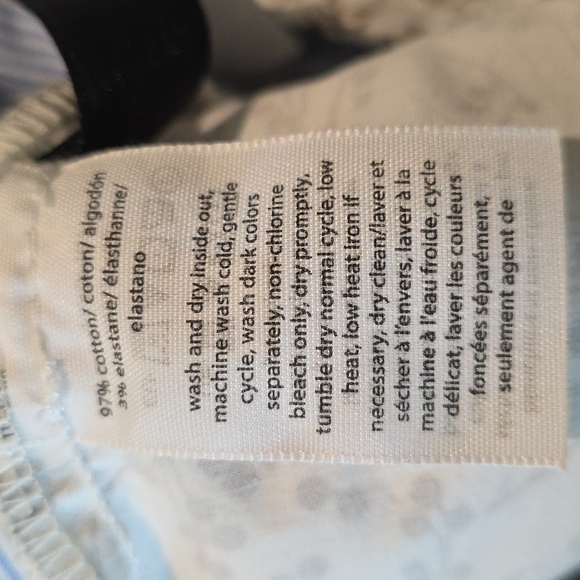 97% cotton/ coton/ algodón
3% elastane/ élasthanne/
elastano
wash and dry inside out,
machine wash cold, gentle
cycle, wash dark colors
separately, non-chlorine
bleach only, dry promptly,
tumble dry normal cycle, low
heat, low heat iron if
necessary, dry clean/laver et
sécher à l'envers, laver à la
machine à l'eau froide, cycle
délicat, laver les couleurs
foncées séparément,
seulement agent de